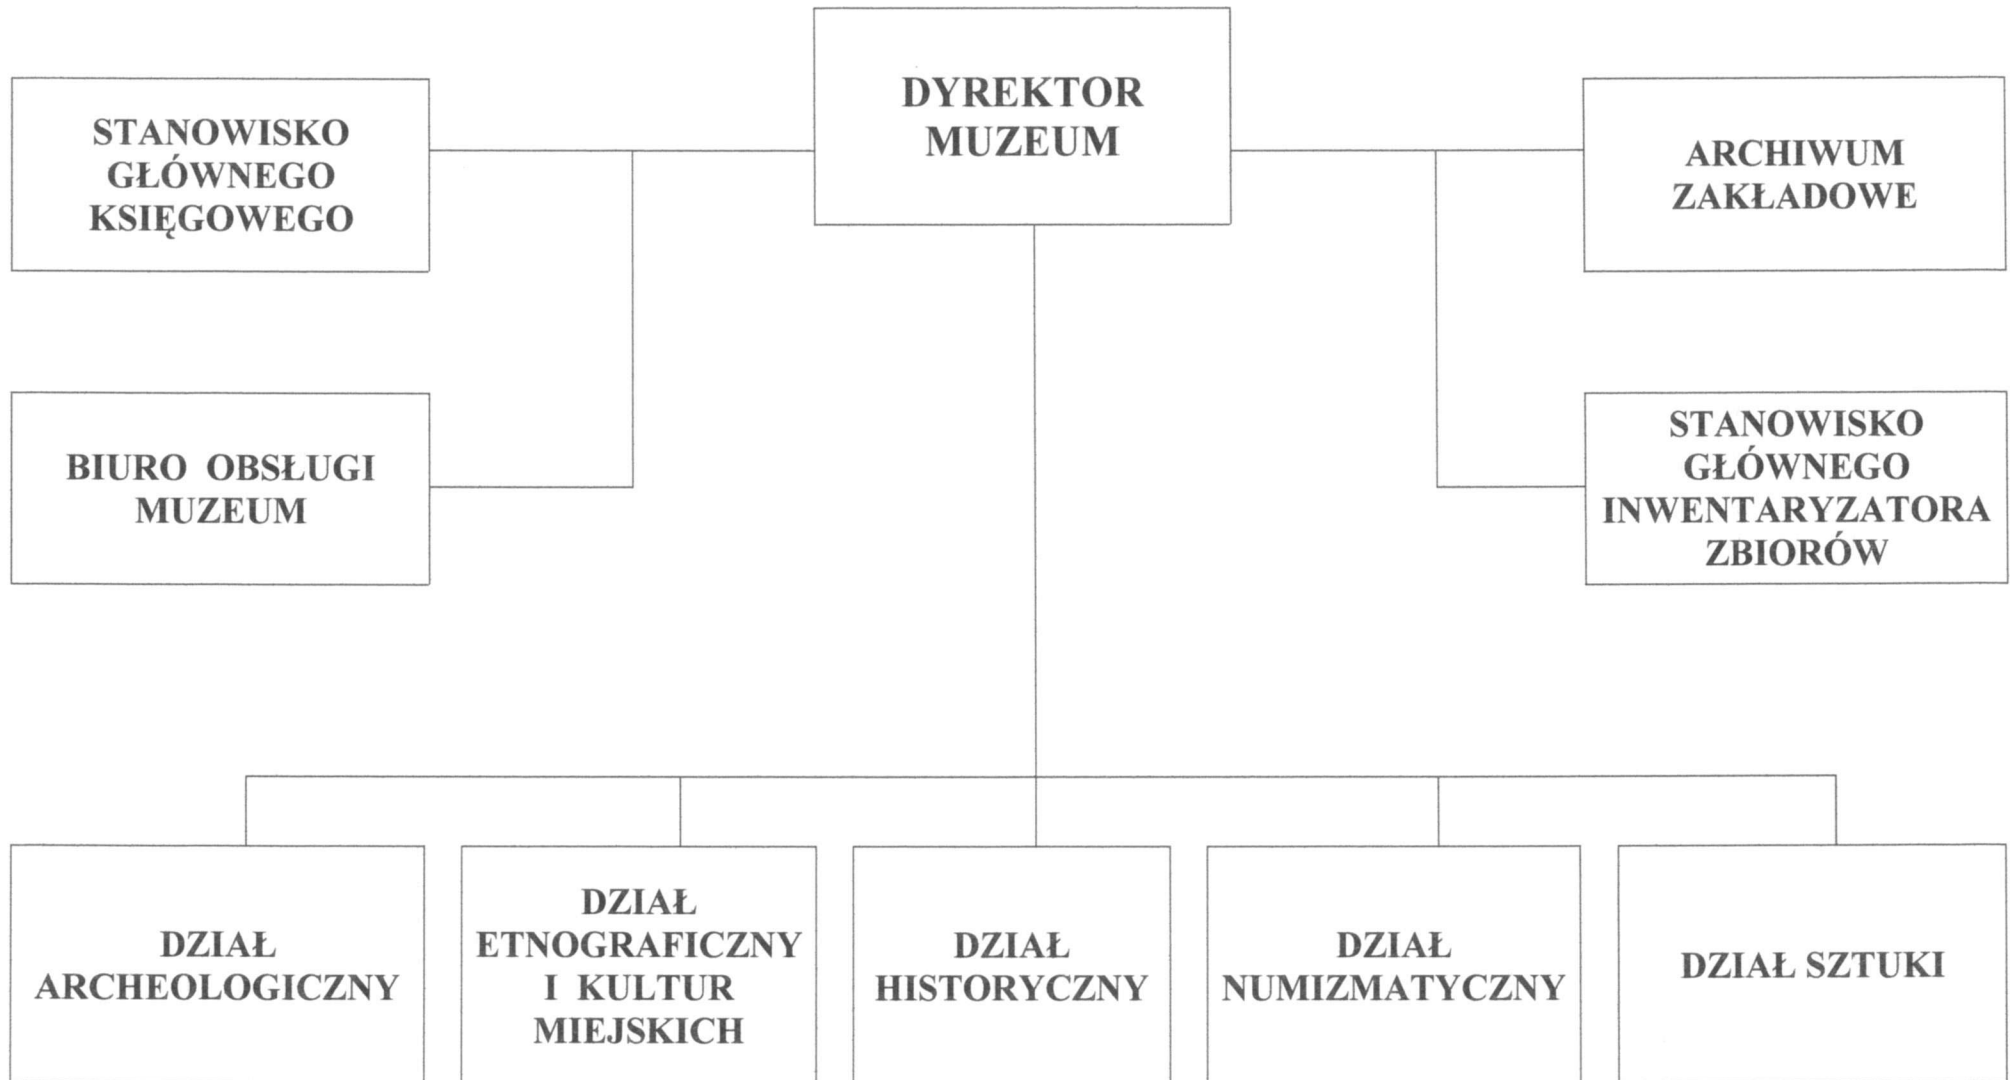 DYREKTOR
MUZEUM
STANOWISKO
GŁÓWNEGO
KSIĘGOWEGO
ARCHIWUM
ZAKŁADOWE
BIURO OBSŁUGI
MUZEUM
STANOWISKO
GŁÓWNEGO
INWENTARYZATORA
ZBIORÓW
DZIAŁ
ARCHEOLOGICZNY
DZIAŁ
ETNOGRAFICZNY
I KULTUR
MIEJSKICH
DZIAŁ
HISTORYCZNY
DZIAŁ
NUMIZMATYCZNY
DZIAŁ SZTUKI